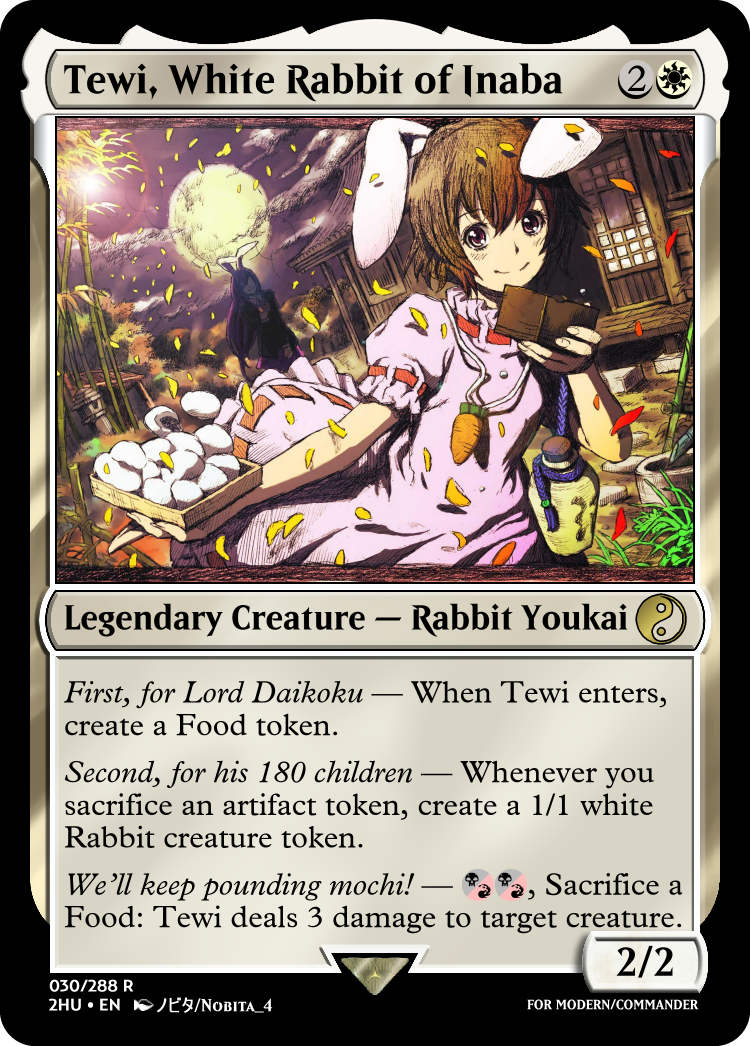 Tewi, White Rabbit of Inaba 2
Legendary Creature — Rabbit Youkai
First, for Lord Daikoku — When Tewi enters,
create a Food token.
Second, for his 180 children — Whenever you
sacrifice an artifact token, create a 1/1 white
Rabbit creature token.
We'll keep pounding mochi! — , Sacrifice a
Food: Tewi deals 3 damage to target creature.
2/2
030/288 R
2HU • EN ノビタ/Nobita_4
FOR MODERN/COMMANDER